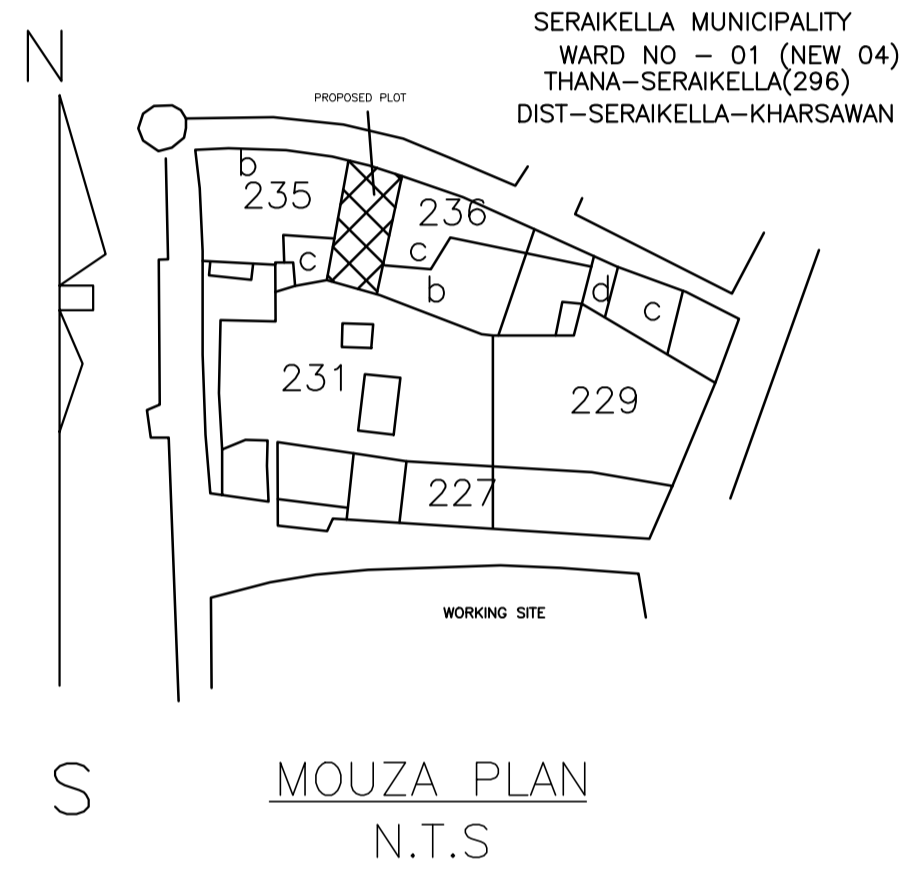 SERAIKELLA MUNICIPALITY
WARD NO - 01 (NEW 04)
THANA-SERAIKELLA(296)
DIST-SERAIKELLA-KHARSAWAN
N
PROPOSED PLOT
b
235
236
c
c
b
d
c
231
229
227
WORKING SITE
S
MOUZA PLAN
N.T.S